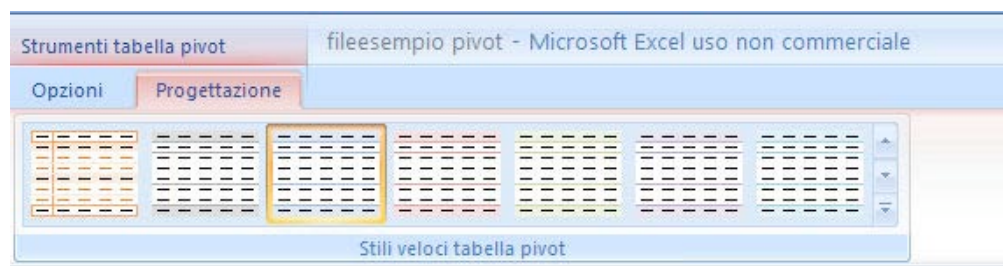 Strumenti tabella pivot
fileesempio pivot - Microsoft Excel uso non commerciale
Opzioni
Progettazione
Stili veloci tabella pivot